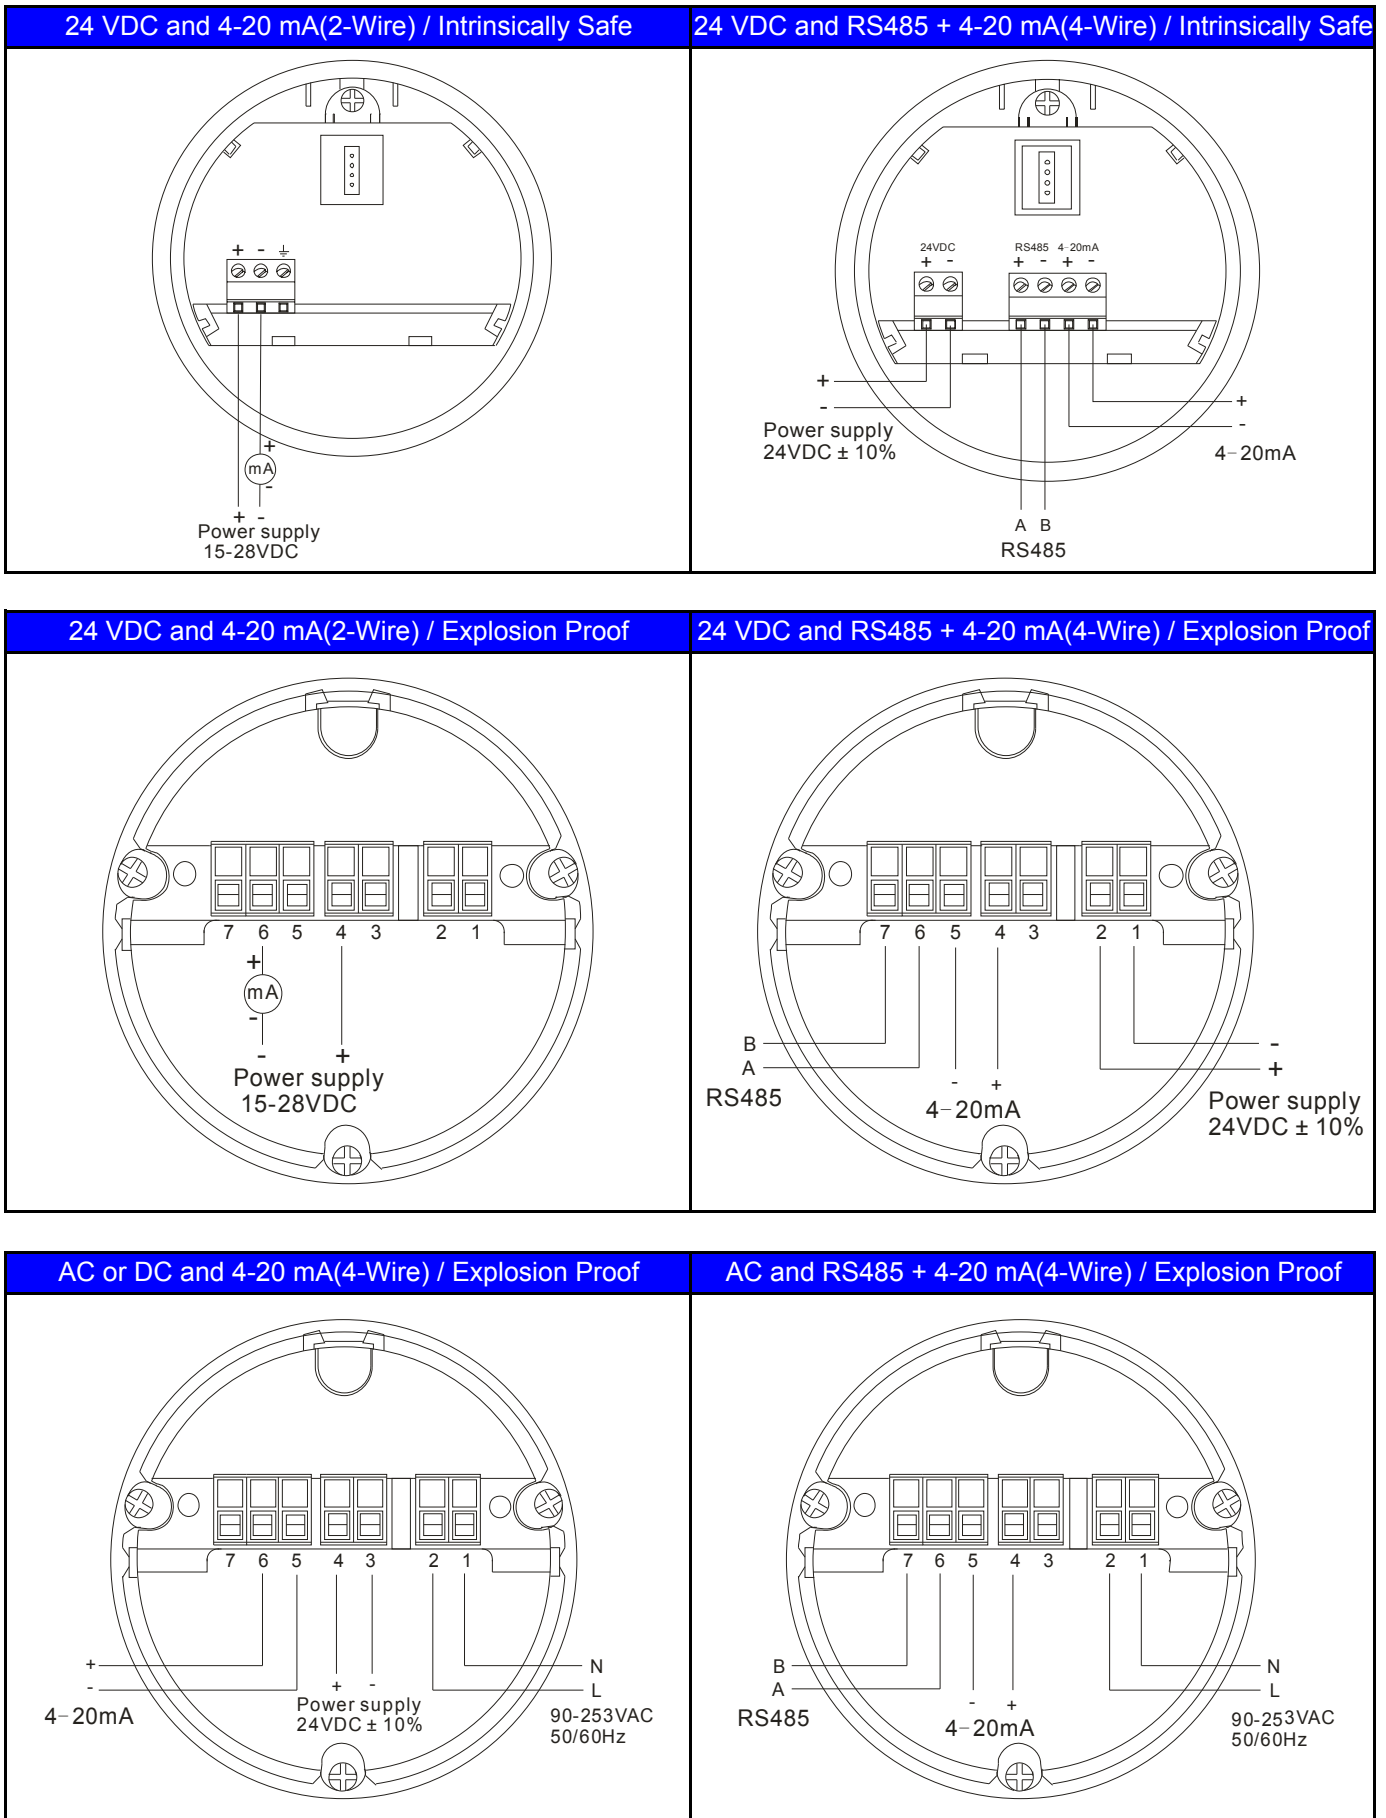 24 VDC and 4-20 mA(2-Wire) / Intrinsically Safe
+ - ⏚
+
mA
-
+ -
Power supply
15-28VDC
24 VDC and RS485 + 4-20 mA(4-Wire) / Intrinsically Safe
24VDC RS485 4-20mA
+ - + - + -
+
-
Power supply
24VDC ± 10%
+
-
4-20mA
A B
RS485
24 VDC and 4-20 mA(2-Wire) / Explosion Proof
7 6 5 4 3 2 1
+
mA
-
- +
Power supply
15-28VDC
24 VDC and RS485 + 4-20 mA(4-Wire) / Explosion Proof
7 6 5 4 3 2 1
B
A
RS485
- +
4-20mA
-
+
Power supply
24VDC ± 10%
AC or DC and 4-20 mA(4-Wire) / Explosion Proof
7 6 5 4 3 2 1
+
-
4-20mA
+ -
Power supply
24VDC ± 10%
N
L
90-253VAC
50/60Hz
AC and RS485 + 4-20 mA(4-Wire) / Explosion Proof
7 6 5 4 3 2 1
B
A
RS485
- +
4-20mA
N
L
90-253VAC
50/60Hz